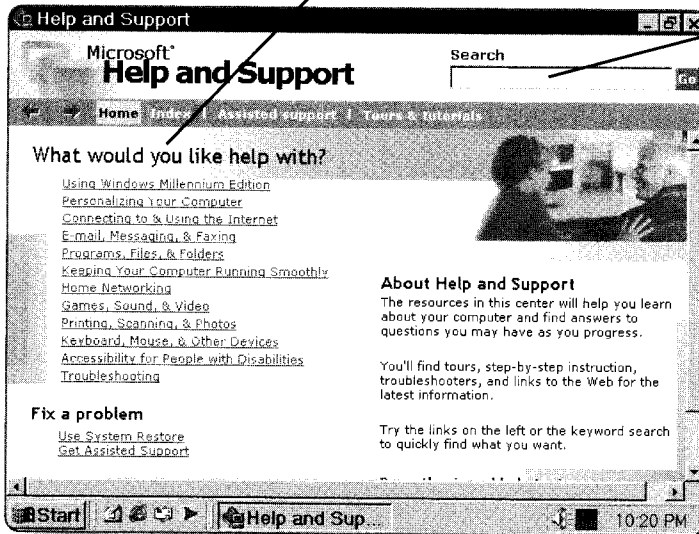 Help and Support
Microsoft®
Help and Support
Search
Go
Home Index | Assisted support | Tours & tutorials
What would you like help with?
Using Windows Millennium Edition
Personalizing Your Computer
Connecting to & Using the Internet
E-mail, Messaging, & Faxing
Programs, Files, & Folders
Keeping Your Computer Running Smoothly
Home Networking
Games, Sound, & Video
Printing, Scanning, & Photos
Keyboard, Mouse, & Other Devices
Accessibility for People with Disabilities
Troubleshooting
Fix a problem
Use System Restore
Get Assisted Support
About Help and Support
The resources in this center will help you learn
about your computer and find answers to
questions you may have as you progress.
You'll find tours, step-by-step instruction,
troubleshooters, and links to the Web for the
latest information.
Try the links on the left or the keyword search
to quickly find what you want.
Start
Help and Sup...
10:20 PM